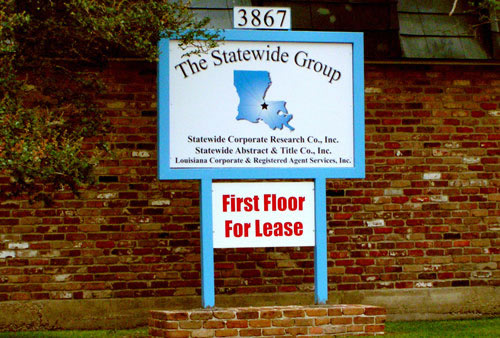 3867
The Statewide Group
Statewide Corporate Research Co., Inc.
Statewide Abstract & Title Co., Inc.
Louisiana Corporate & Registered Agent Services, Inc.
First Floor
For Lease